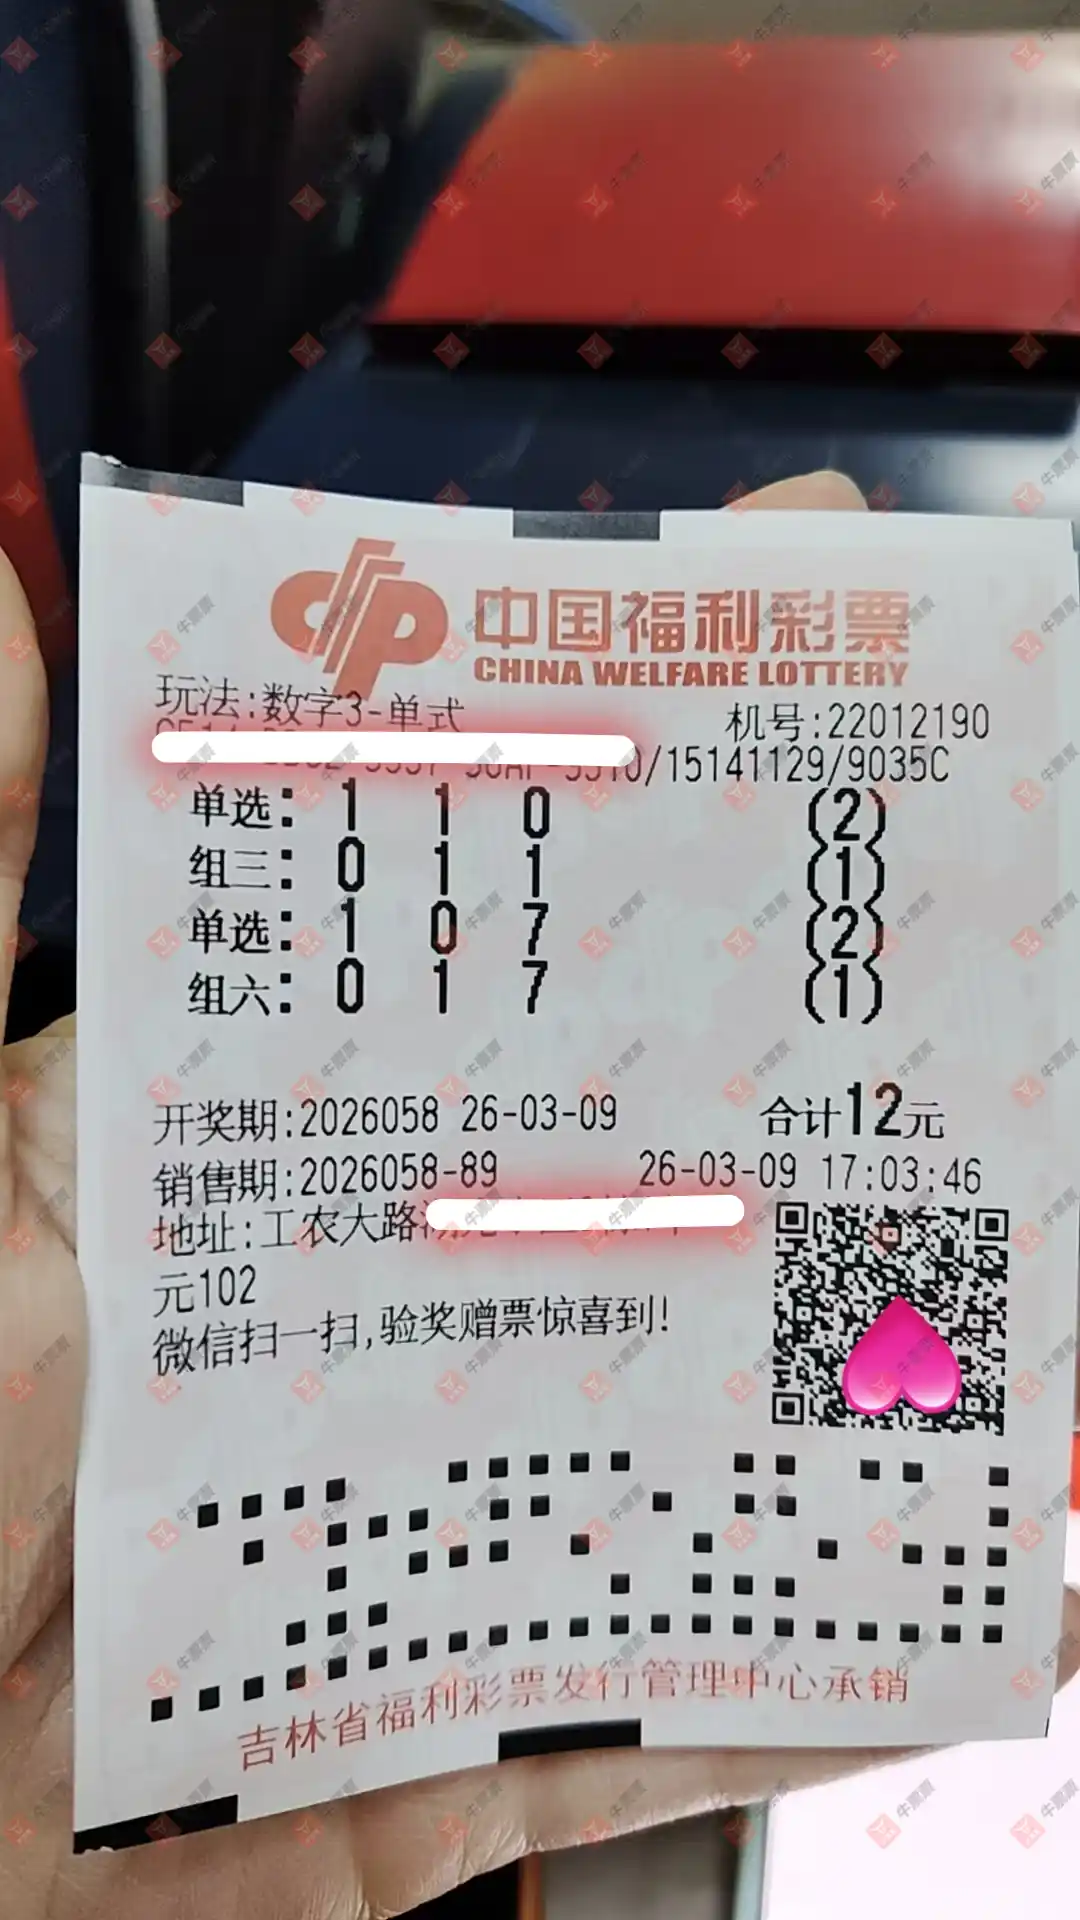 中国福利彩票
CHINA WELFARE LOTTERY
玩法:数字3-单式 机号:22012190
/15141129/9035C
单选: 1 1 0 (2)
组三: 0 1 1 (1)
单选: 1 0 7 (2)
组六: 0 1 7 (1)
开奖期:2026058 26-03-09 合计12元
销售期:2026058-89 26-03-09 17:03:46
地址:工农大路
元102
微信扫一扫,验奖赠票惊喜到!
吉林省福利彩票发行管理中心承销
牛票票